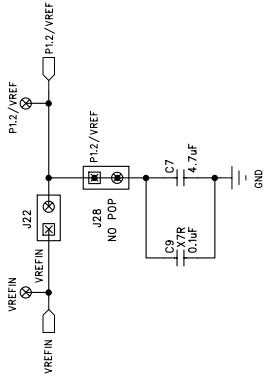 P1.2/VREF
P1.2/VREF
P1.2/VREF
J22
J28
NO POP
C7
4.7uF
C9
X7R
0.1uF
GND
VREFIN
VREFIN
VREFIN